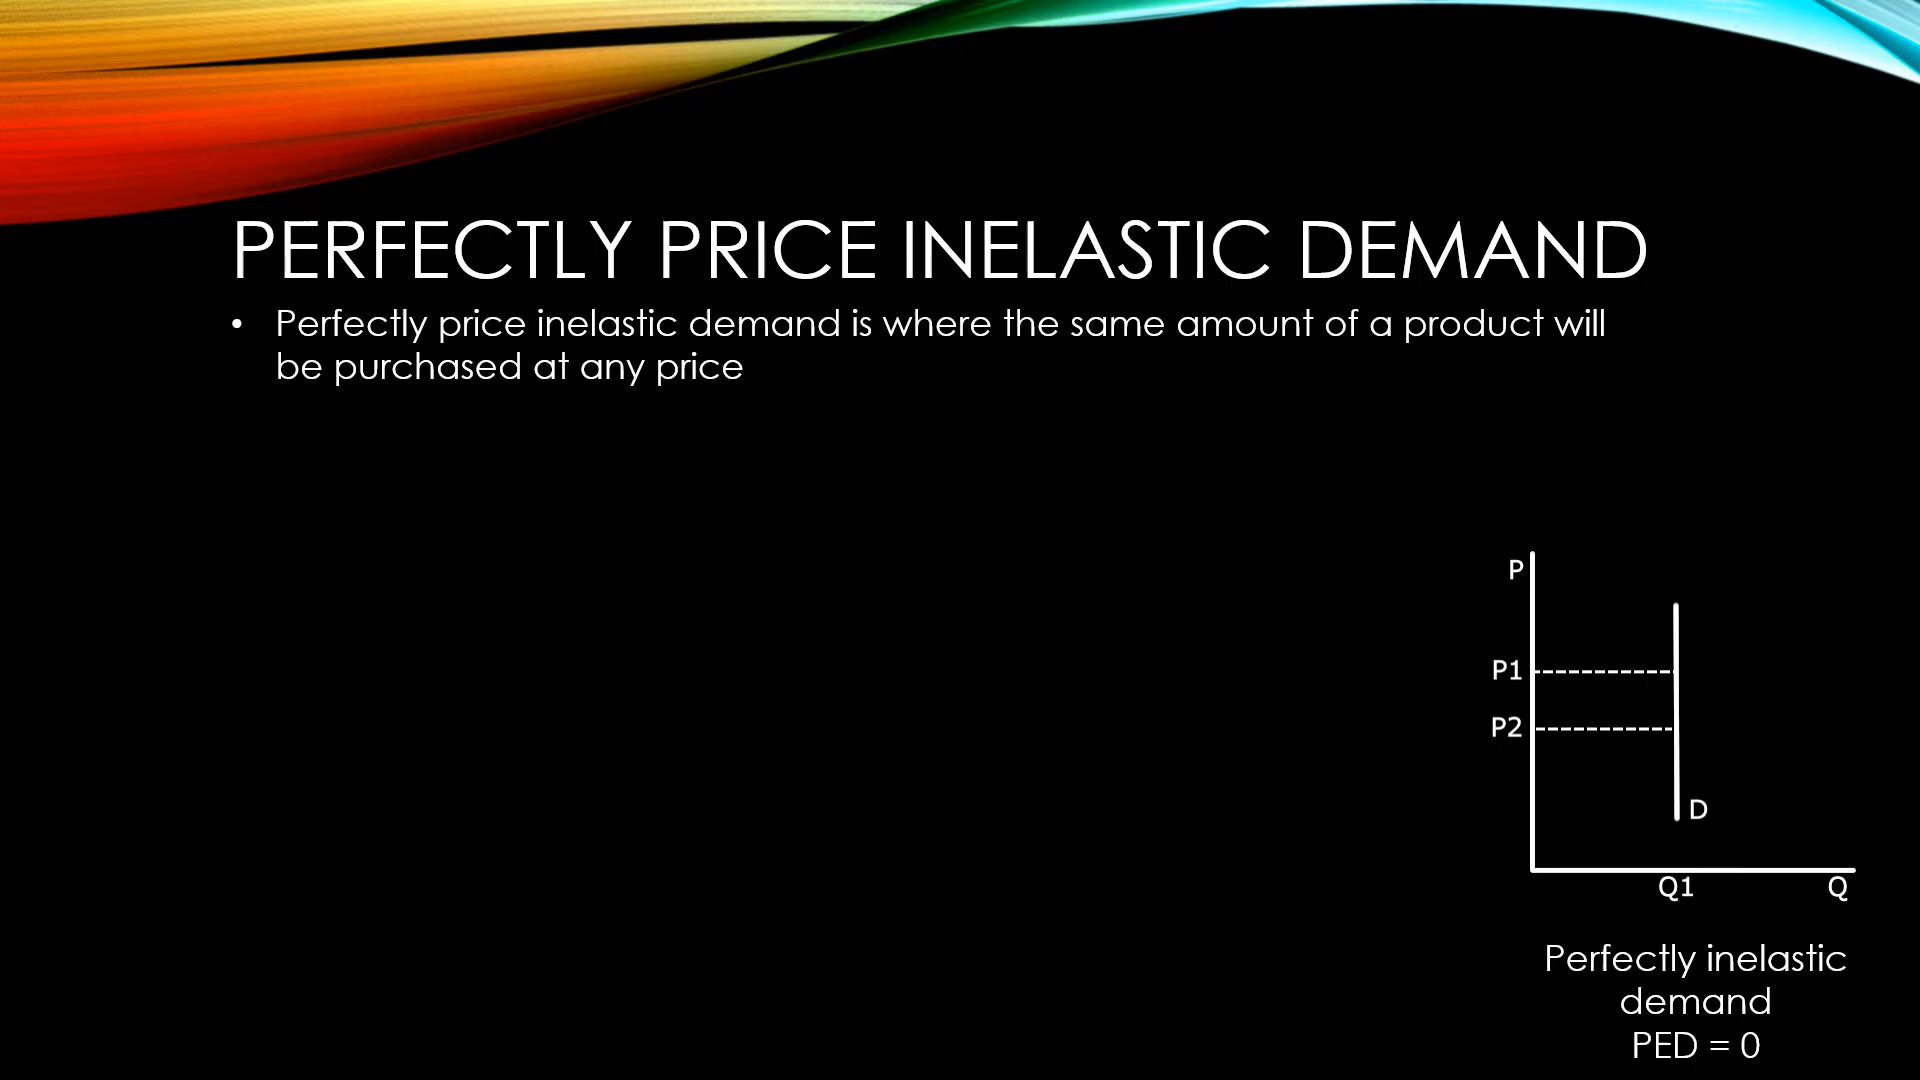 PERFECTLY PRICE INELASTIC DEMAND
• Perfectly price inelastic demand is where the same amount of a product will
be purchased at any price
P
P1
P2
D
Q1
Q
Perfectly inelastic
demand
PED = 0